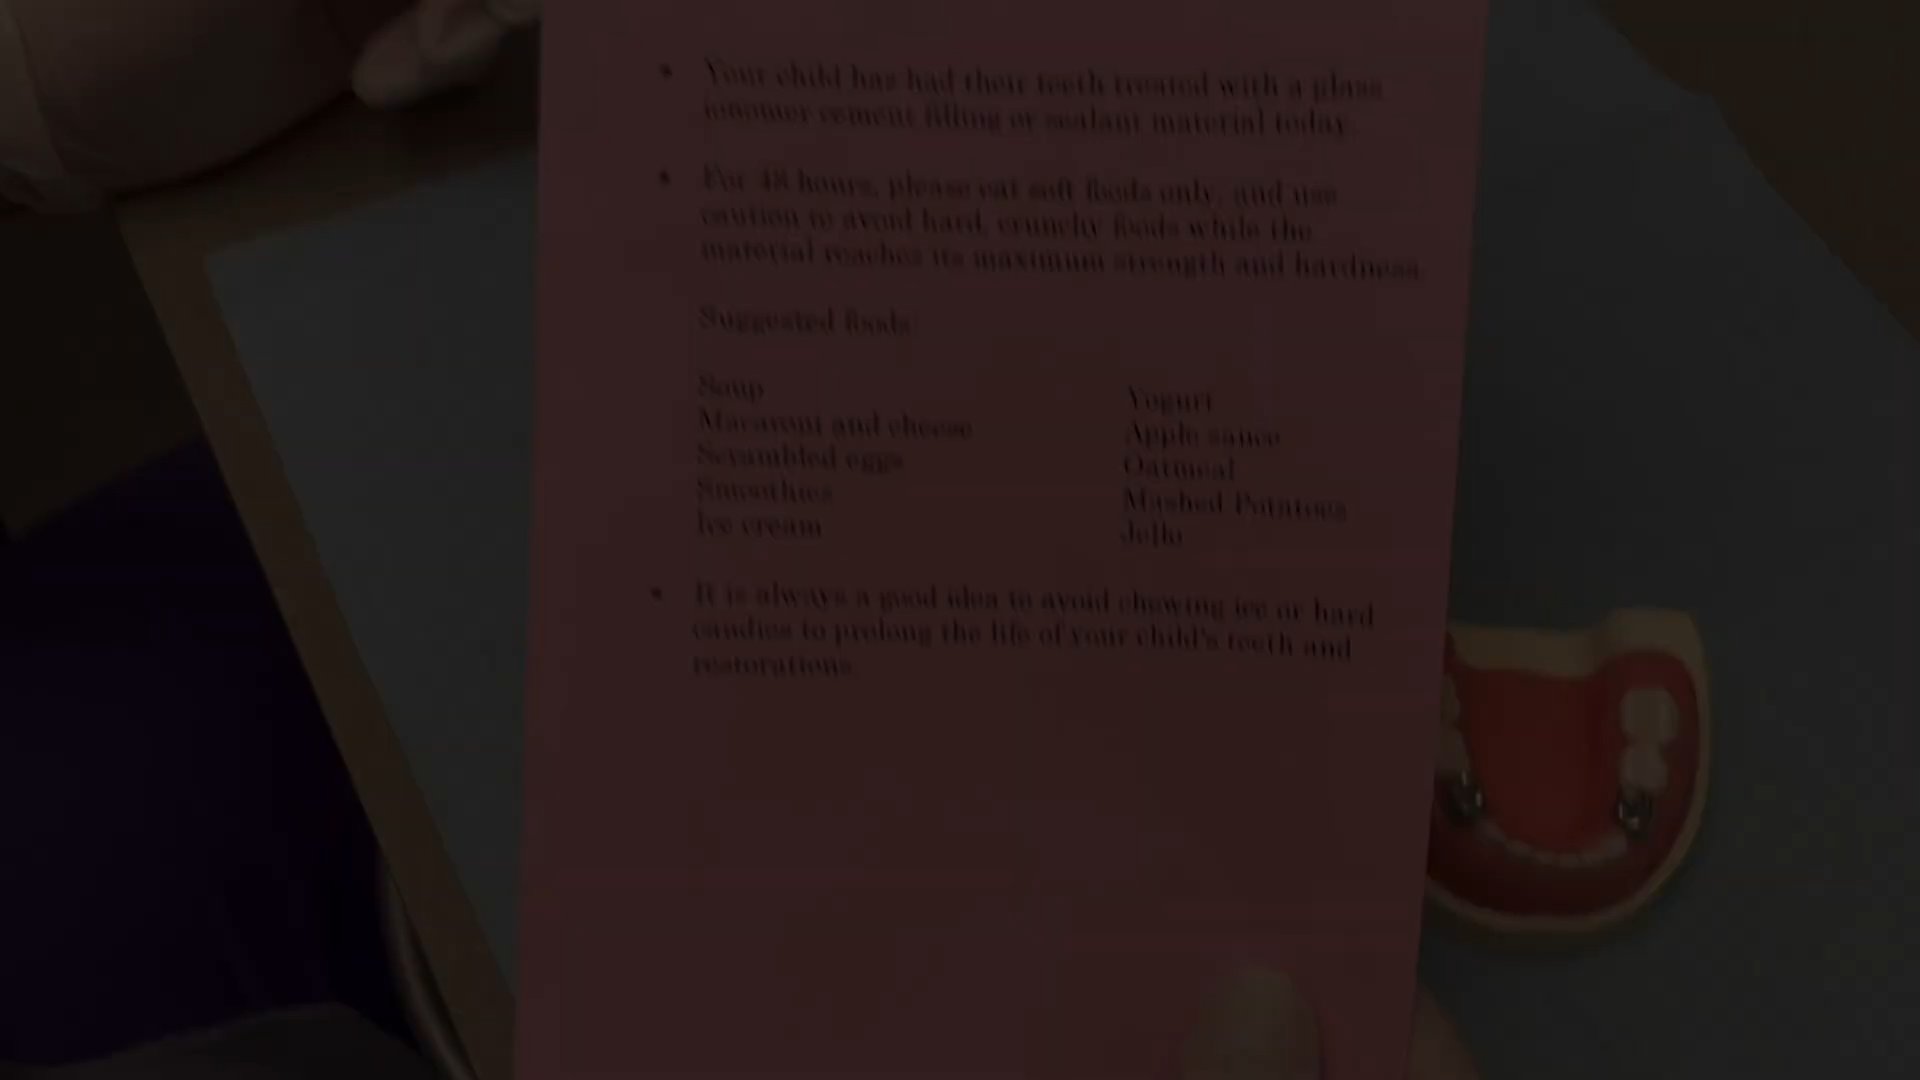 • Your child has had their teeth treated with a glass
ionomer cement filling or sealant material today.
• For 48 hours, please eat soft foods only, and use
caution to avoid hard, crunchy foods while the
material reaches its maximum strength and hardness.
Suggested foods:
Soup
Macaroni and cheese
Scrambled eggs
Smoothies
Ice cream
Yogurt
Apple sauce
Oatmeal
Mashed Potatoes
Jello
• It is always a good idea to avoid chewing ice or hard
candies to prolong the life of your child's teeth and
restorations.